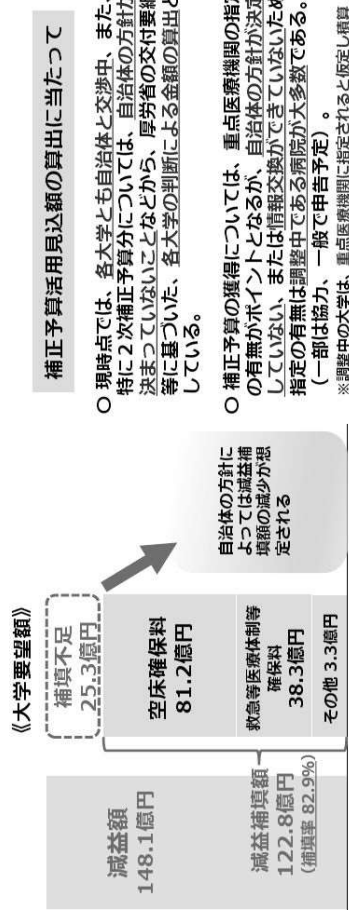 《大学要望額》
減益額
148.1億円
補填不足
25.3億円
減益補填額
122.8億円
(補填率 82.9%)
空床確保料
81.2億円
救急等医療体制等
確保料
38.3億円
その他 3.3億円
自治体の方針に
よっては減益補
填額の減少が想
定される
補正予算活用見込額の算出に当たって
○ 現時点では、各大学とも自治体と交渉中、また、
特に２次補正予算分については、自治体の方針が
決まっていないことなどから、厚労省の交付要綱
等に基づいた、各大学の判断による金額の算出と
している。
○ 補正予算の獲得については、重点医療機関の指定
の有無がポイントとなるが、自治体の方針が決定
していない、または情報交換ができていないため
指定の有無は調整中である病院が大多数である。
(一部は協力、一般で申告予定)。
※調整中の大学は、重点医療機関に指定されると仮定し積算